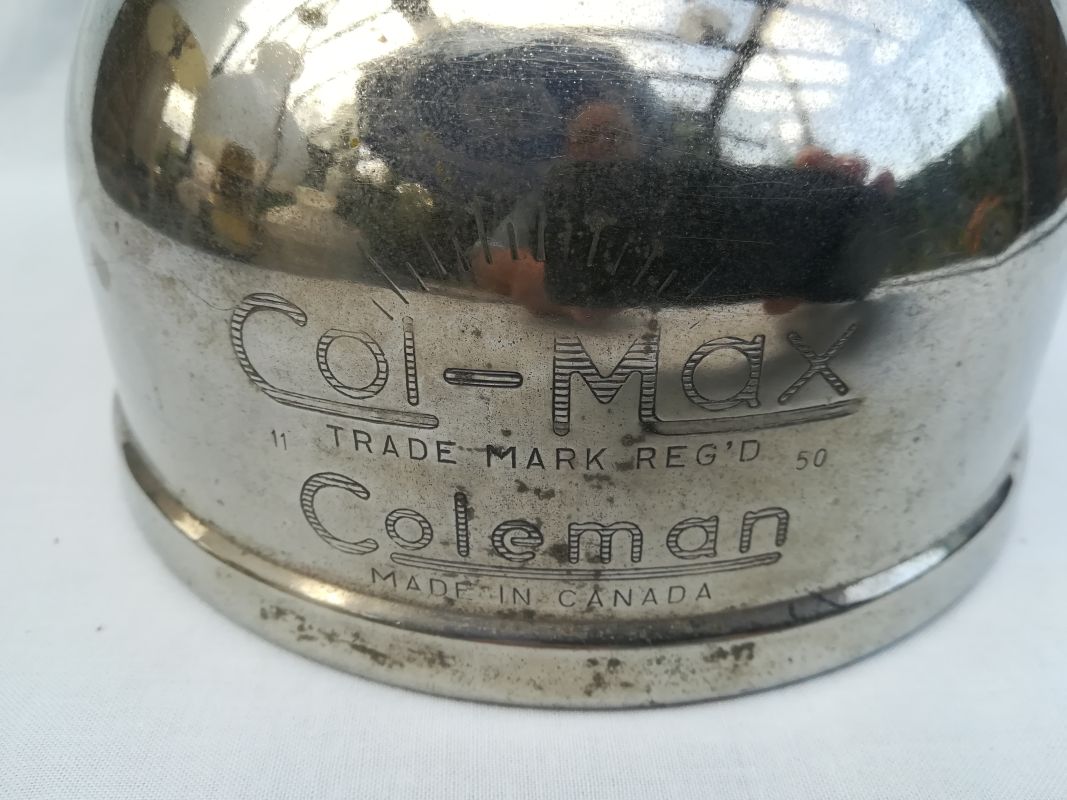 Col-Max
11 TRADE MARK REG'D 50
Coleman
MADE IN CANADA